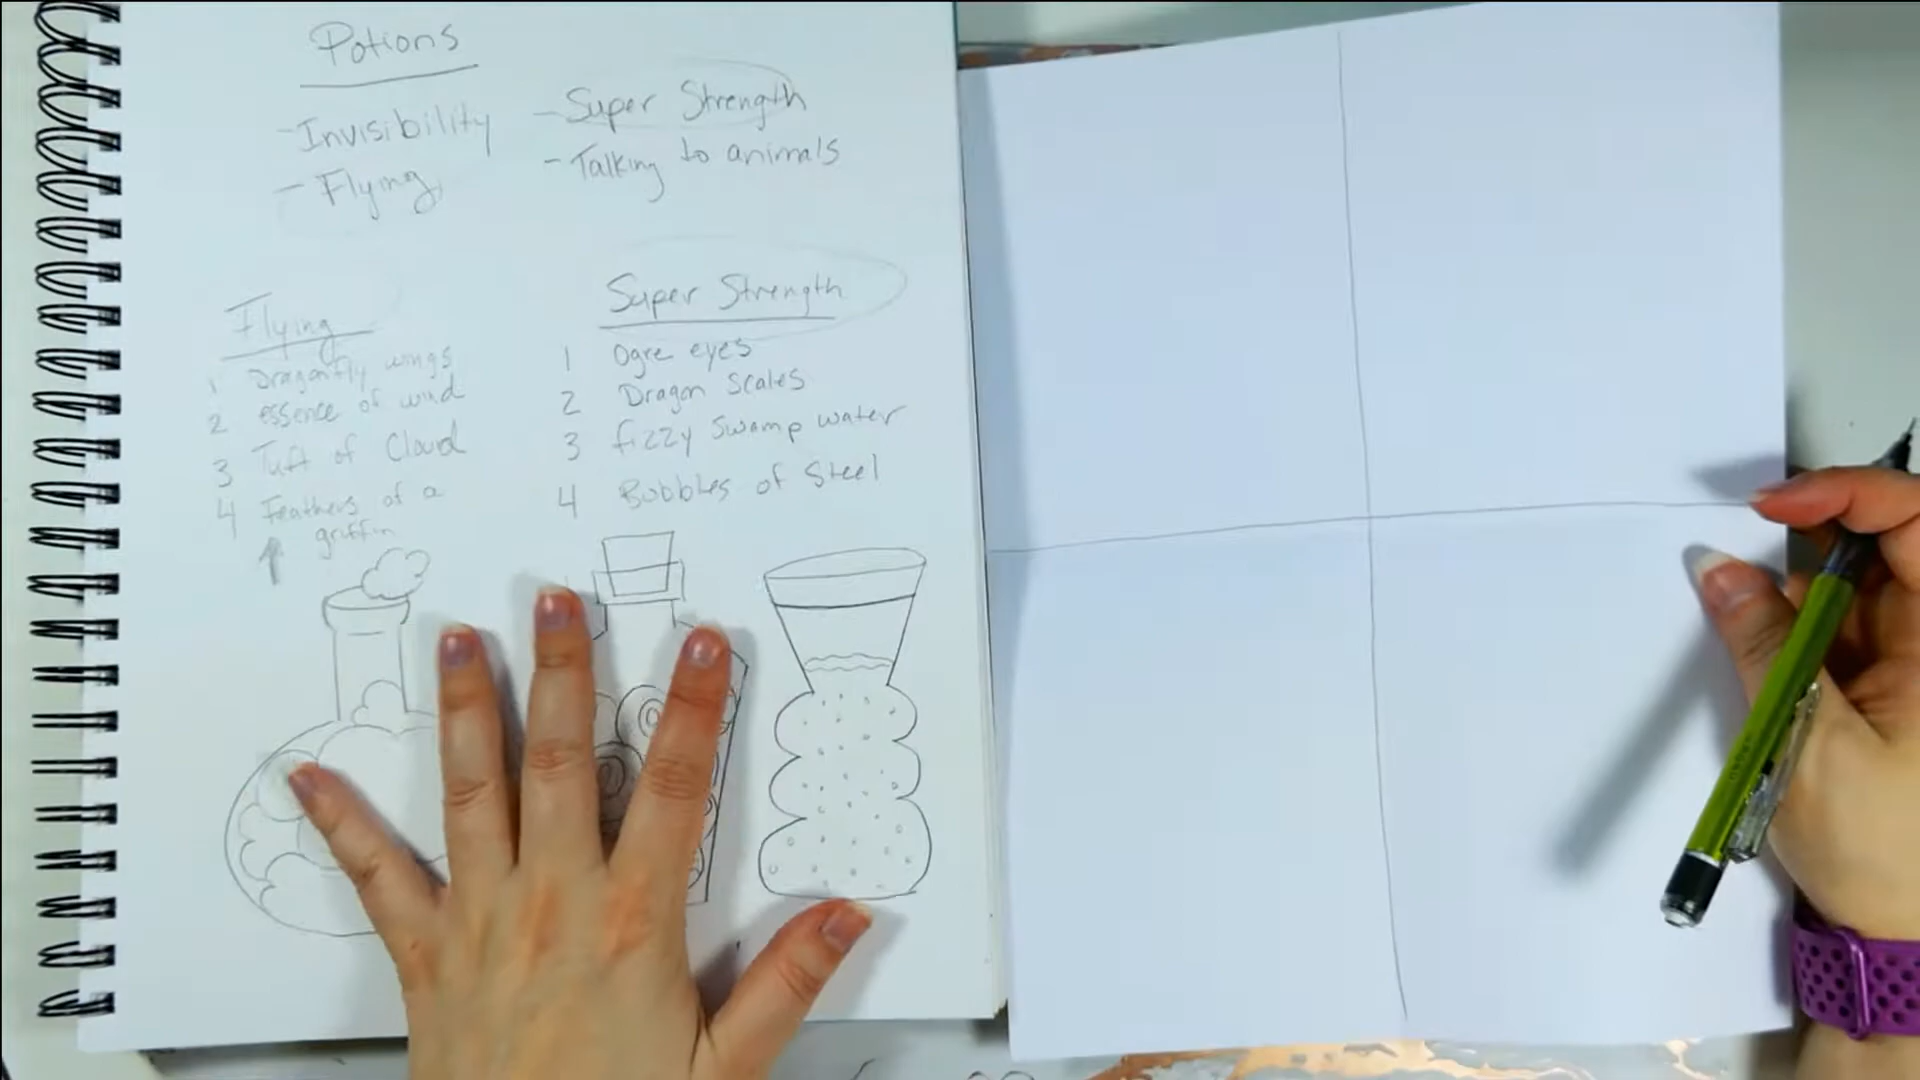 Potions
-Invisibility
- Flying
- Super Strength
- Talking to animals
Flying
1 Dragonfly wings
2 essence of wind
3 Tuft of Cloud
4 Feathers of a
griffin
Super Strength
1 Ogre eyes
2 Dragon Scales
3 fizzy Swamp water
4 Bubbles of Steel